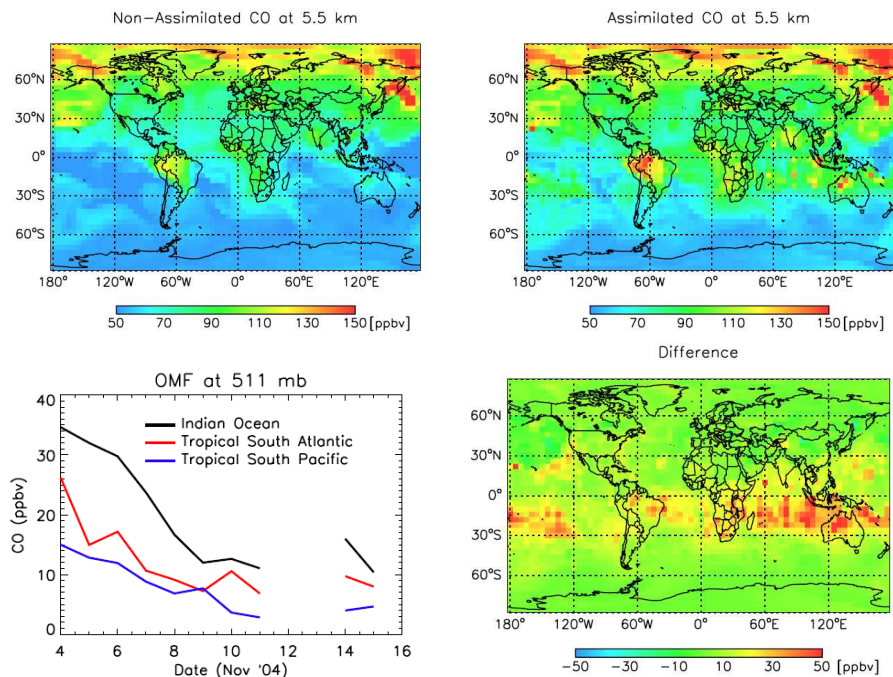 Non-Assimilated CO at 5.5 km
60°N
30°N
0°
30°S
60°S
180° 120°W 60°W 0° 60°E 120°E
50 70 90 110 130 150 [ppbv]
Assimilated CO at 5.5 km
60°N
30°N
0°
30°S
60°S
180° 120°W 60°W 0° 60°E 120°E
50 70 90 110 130 150 [ppbv]
OMF at 511 mb
CO (ppbv)
40
30
20
10
0
Indian Ocean
Tropical South Atlantic
Tropical South Pacific
4 6 8 10 12 14 16
Date (Nov '04)
Difference
60°N
30°N
0°
30°S
60°S
180° 120°W 60°W 0° 60°E 120°E
-50 -30 -10 10 30 50 [ppbv]